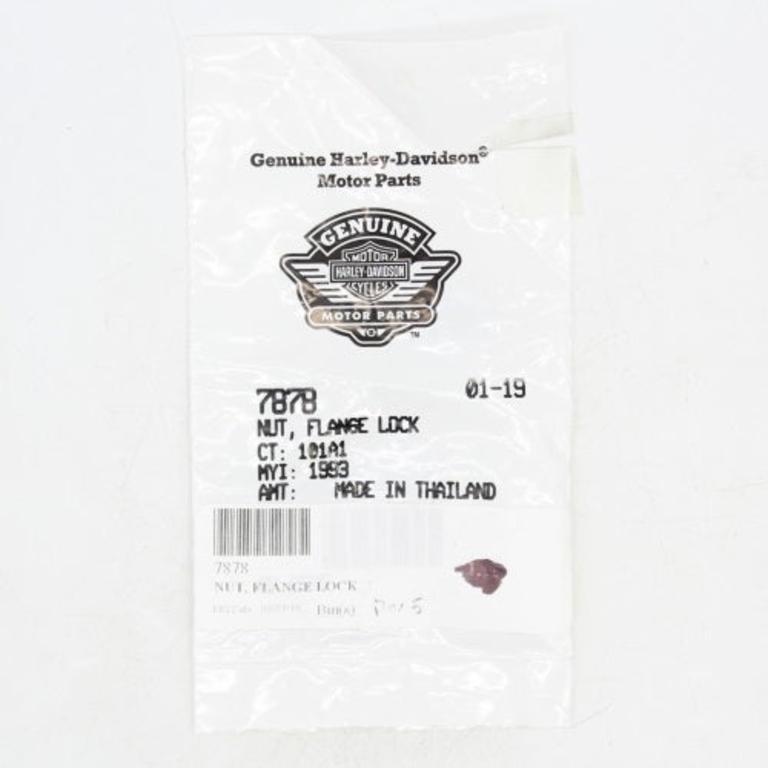 Genuine Harley-Davidson®
Motor Parts
GENUINE
MOTOR
HARLEY-DAVIDSON
CYCLES
MOTOR PARTS
TM
7878 01-19
NUT, FLANGE LOCK
CT: 101A1
MYI: 1993
AMT: MADE IN THAILAND
7878
NUT, FLANGE LOCK
Bin(s)